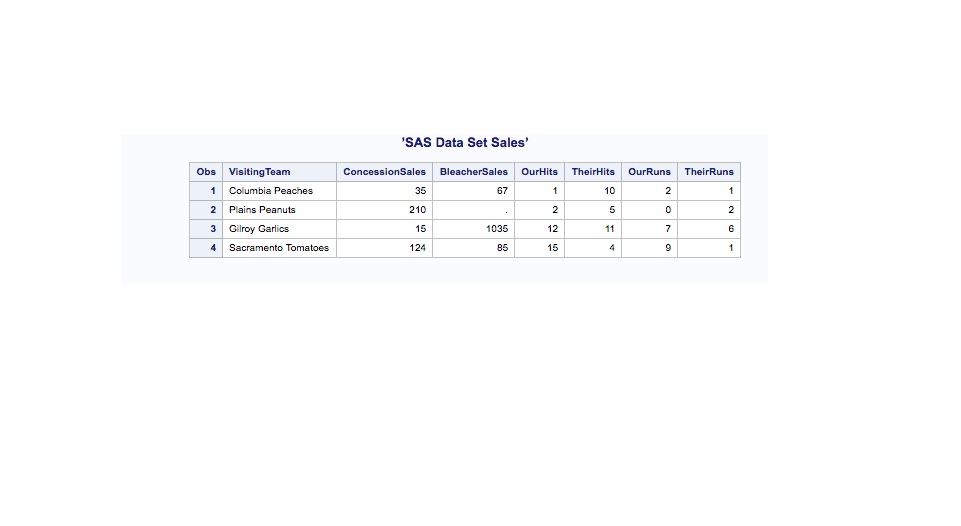 ’SAS Data Set Sales’
Obs VisitingTeam ConcessionSales BleacherSales OurHits TheirHits OurRuns TheirRuns
1 Columbia Peaches 35 67 1 10 2 1
2 Plains Peanuts 210 . 2 5 0 2
3 Gilroy Garlics 15 1035 12 11 7 6
4 Sacramento Tomatoes 124 85 15 4 9 1